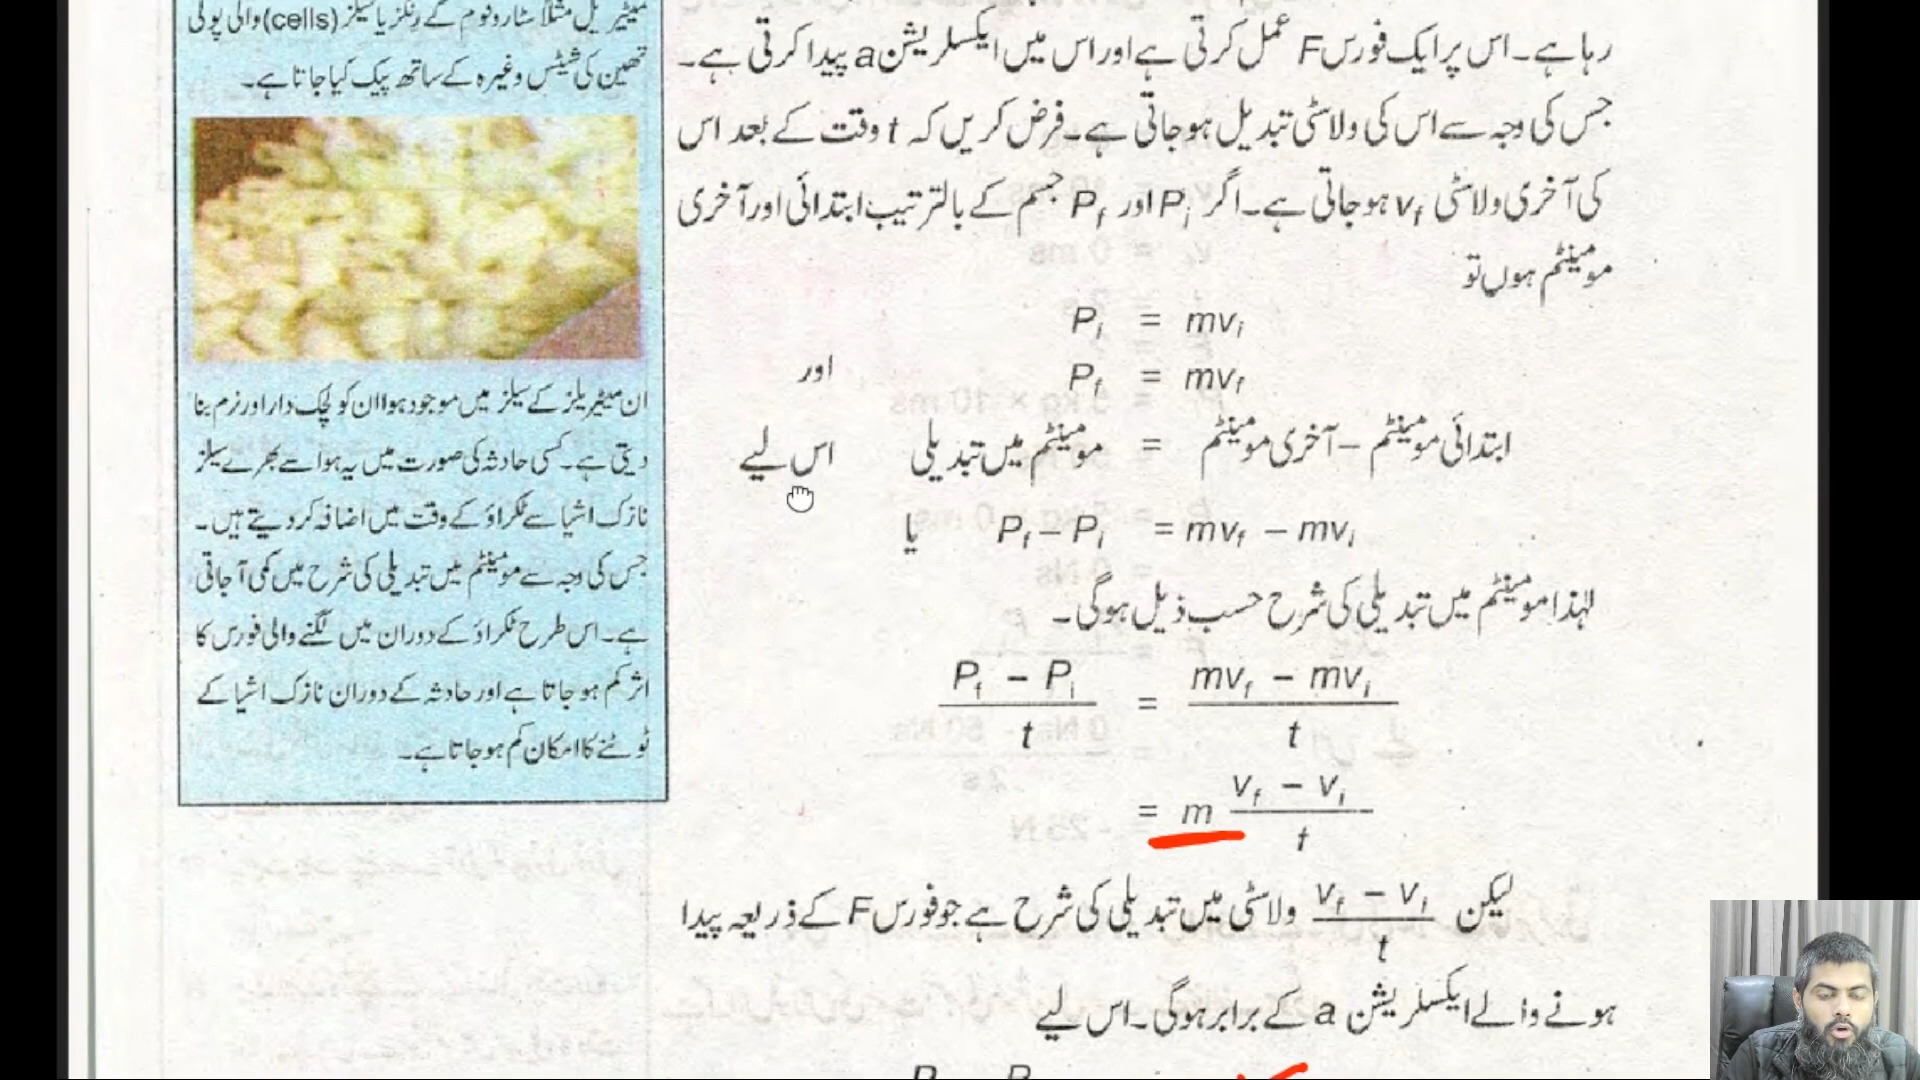 رہا ہے۔ اس پر ایک فورس F عمل کرتی ہے اور اس میں ایکسلریشن a پیدا کرتی ہے۔
جس کی وجہ سے اس کی ولاسٹی تبدیل ہو جاتی ہے۔ فرض کریں کہ t وقت کے بعد اس
کی آخری ولاسٹی vf ہو جاتی ہے۔ اگر Pi اور Pf جسم کے بالترتیب ابتدائی اور آخری
مومینٹم ہوں تو
Pi = mvi
اور Pf = mvf
اس لیے مومینٹم میں تبدیلی = آخری مومینٹم – ابتدائی مومینٹم
یا Pf – Pi = mvf – mvi
لہٰذا مومینٹم میں تبدیلی کی شرح حسب ذیل ہوگی۔
Pf – Pi / t = mvf – mvi / t
= m vf – vi / t
لیکن vf – vi / t ولاسٹی میں تبدیلی کی شرح ہے جو فورس F کے ذریعہ پیدا
ہونے والے ایکسلریشن a کے برابر ہوگی۔ اس لیے
میٹیریل مثلاً سٹائروفوم کے رنگز یا سیلز (cells) والی پولی
تھین کی شیٹس وغیرہ کے ساتھ پیک کیا جاتا ہے۔
ان میٹیریلز کے سیلز میں موجود ہوا ان کو لچک دار اور نرم بنا
دیتی ہے۔ کسی حادثہ کی صورت میں یہ ہوا سے بھرے سیلز
نازک اشیا سے ٹکراؤ کے وقت میں اضافہ کر دیتے ہیں۔
جس کی وجہ سے مومینٹم میں تبدیلی کی شرح میں کمی آ جاتی
ہے۔ اس طرح ٹکراؤ کے دوران میں لگنے والی فورس کا
اثر کم ہو جاتا ہے اور حادثہ کے دوران نازک اشیا کے
ٹوٹنے کا امکان کم ہو جاتا ہے۔